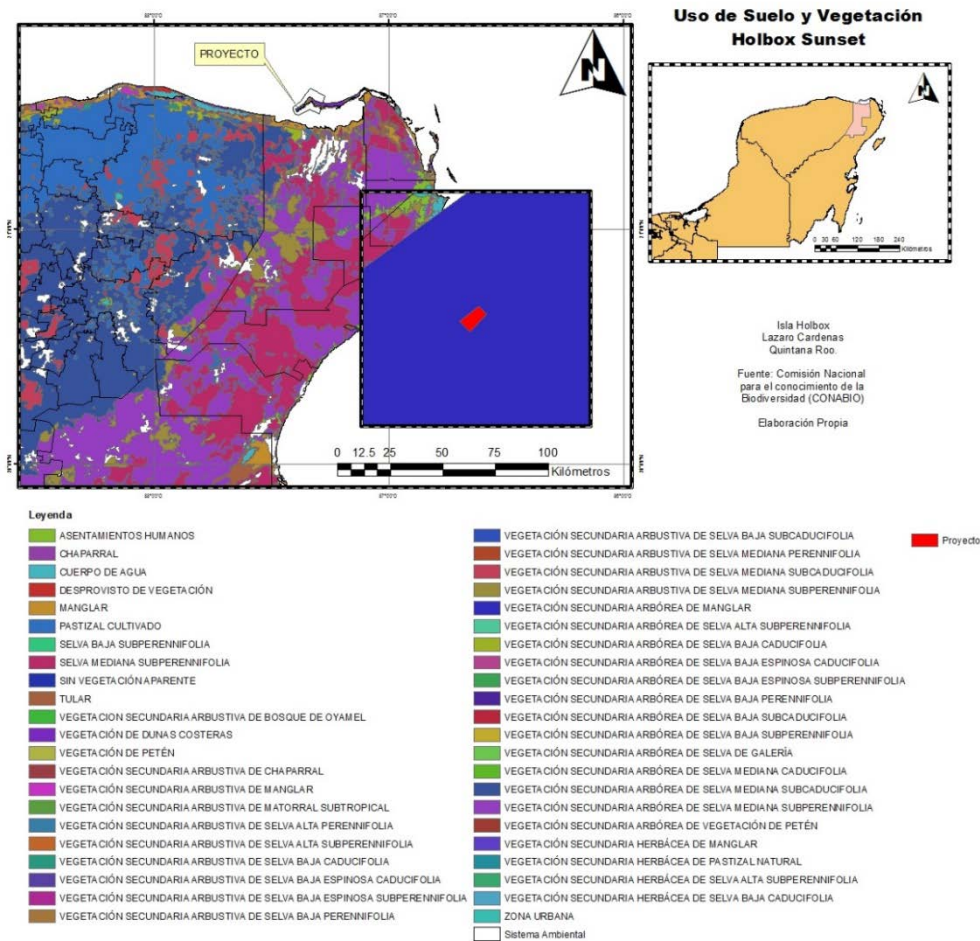 Uso de Suelo y Vegetación
Holbox Sunset
PROYECTO
N
N
0 30 60 120 180 240
Kilómetros
Isla Holbox
Lazaro Cardenas
Quintana Roo.
Fuente: Comisión Nacional
para el conocimiento de la
Biodiversidad (CONABIO)
Elaboración Propia
0 12.5 25 50 75 100
Kilómetros
Leyenda
ASENTAMIENTOS HUMANOS
CHAPARRAL
CUERPO DE AGUA
DESPROVISTO DE VEGETACIÓN
MANGLAR
PASTIZAL CULTIVADO
SELVA BAJA SUBPERENNIFOLIA
SELVA MEDIANA SUBPERENNIFOLIA
SIN VEGETACIÓN APARENTE
TULAR
VEGETACION SECUNDARIA ARBUSTIVA DE BOSQUE DE OYAMEL
VEGETACIÓN DE DUNAS COSTERAS
VEGETACIÓN DE PETÉN
VEGETACIÓN SECUNDARIA ARBUSTIVA DE CHAPARRAL
VEGETACIÓN SECUNDARIA ARBUSTIVA DE MANGLAR
VEGETACIÓN SECUNDARIA ARBUSTIVA DE MATORRAL SUBTROPICAL
VEGETACIÓN SECUNDARIA ARBUSTIVA DE SELVA ALTA PERENNIFOLIA
VEGETACIÓN SECUNDARIA ARBUSTIVA DE SELVA ALTA SUBPERENNIFOLIA
VEGETACIÓN SECUNDARIA ARBUSTIVA DE SELVA BAJA CADUCIFOLIA
VEGETACIÓN SECUNDARIA ARBUSTIVA DE SELVA BAJA ESPINOSA CADUCIFOLIA
VEGETACIÓN SECUNDARIA ARBUSTIVA DE SELVA BAJA ESPINOSA SUBPERENNIFOLIA
VEGETACIÓN SECUNDARIA ARBUSTIVA DE SELVA BAJA PERENNIFOLIA
VEGETACIÓN SECUNDARIA ARBUSTIVA DE SELVA BAJA SUBCADUCIFOLIA
VEGETACIÓN SECUNDARIA ARBUSTIVA DE SELVA MEDIANA PERENNIFOLIA
VEGETACIÓN SECUNDARIA ARBUSTIVA DE SELVA MEDIANA SUBCADUCIFOLIA
VEGETACIÓN SECUNDARIA ARBUSTIVA DE SELVA MEDIANA SUBPERENNIFOLIA
VEGETACIÓN SECUNDARIA ARBÓREA DE MANGLAR
VEGETACIÓN SECUNDARIA ARBÓREA DE SELVA ALTA SUBPERENNIFOLIA
VEGETACIÓN SECUNDARIA ARBÓREA DE SELVA BAJA CADUCIFOLIA
VEGETACIÓN SECUNDARIA ARBÓREA DE SELVA BAJA ESPINOSA CADUCIFOLIA
VEGETACIÓN SECUNDARIA ARBÓREA DE SELVA BAJA ESPINOSA SUBPERENNIFOLIA
VEGETACIÓN SECUNDARIA ARBÓREA DE SELVA BAJA PERENNIFOLIA
VEGETACIÓN SECUNDARIA ARBÓREA DE SELVA BAJA SUBCADUCIFOLIA
VEGETACIÓN SECUNDARIA ARBÓREA DE SELVA BAJA SUBPERENNIFOLIA
VEGETACIÓN SECUNDARIA ARBÓREA DE SELVA DE GALERÍA
VEGETACIÓN SECUNDARIA ARBÓREA DE SELVA MEDIANA CADUCIFOLIA
VEGETACIÓN SECUNDARIA ARBÓREA DE SELVA MEDIANA SUBCADUCIFOLIA
VEGETACIÓN SECUNDARIA ARBÓREA DE SELVA MEDIANA SUBPERENNIFOLIA
VEGETACIÓN SECUNDARIA ARBÓREA DE VEGETACIÓN DE PETÉN
VEGETACIÓN SECUNDARIA HERBÁCEA DE MANGLAR
VEGETACIÓN SECUNDARIA HERBÁCEA DE PASTIZAL NATURAL
VEGETACIÓN SECUNDARIA HERBÁCEA DE SELVA ALTA SUBPERENNIFOLIA
VEGETACIÓN SECUNDARIA HERBÁCEA DE SELVA BAJA CADUCIFOLIA
ZONA URBANA
Sistema Ambiental
Proyecto